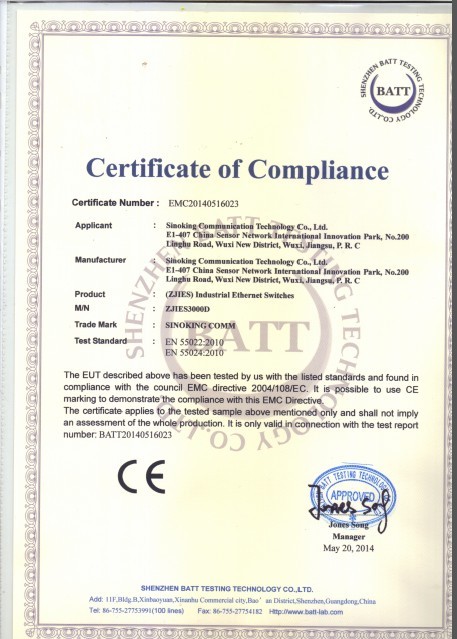 SHENZHEN BATT TESTING TECHNOLOGY CO.,LTD.
BATT
Certificate of Compliance
Certificate Number : EMC20140516023
Applicant : Sinoking Communication Technology Co., Ltd.
E1-407 China Sensor Network International Innovation Park, No.200
Linghu Road, Wuxi New District, Wuxi, Jiangsu, P. R. C
Manufacturer : Sinoking Communication Technology Co., Ltd.
E1-407 China Sensor Network International Innovation Park, No.200
Linghu Road, Wuxi New District, Wuxi, Jiangsu, P. R. C
Product : (ZJIES) Industrial Ethernet Switches
M/N : ZJIES3000D
Trade Mark : SINOKING COMM
Test Standard : EN 55022:2010
EN 55024:2010
SHENZHEN BATT TESTING TECHNOLOGY CO.,LTD.
BATT
The EUT described above has been tested by us with the listed standards and found in
compliance with the council EMC directive 2004/108/EC. It is possible to use CE
marking to demonstrate the compliance with this EMC Directive.
The certificate applies to the tested sample above mentioned only and shall not imply
an assessment of the whole production. It is only valid in connection with the test report
number: BATT20140516023
CE
BATT TESTING TECHNOLOGY
APPROVED
Jones Song
Jones Song
Manager
May 20, 2014
SHENZHEN BATT TESTING TECHNOLOGY CO.,LTD.
Add: 11F,Bldg.B,Xinbaoyuan,Xinanhu Commercial city,Bao' an District,Shenzhen,Guangdong,China
Tel: 86-755-27753991(100 lines) Fax: 86-755-27754182 Http://www.batt-lab.com